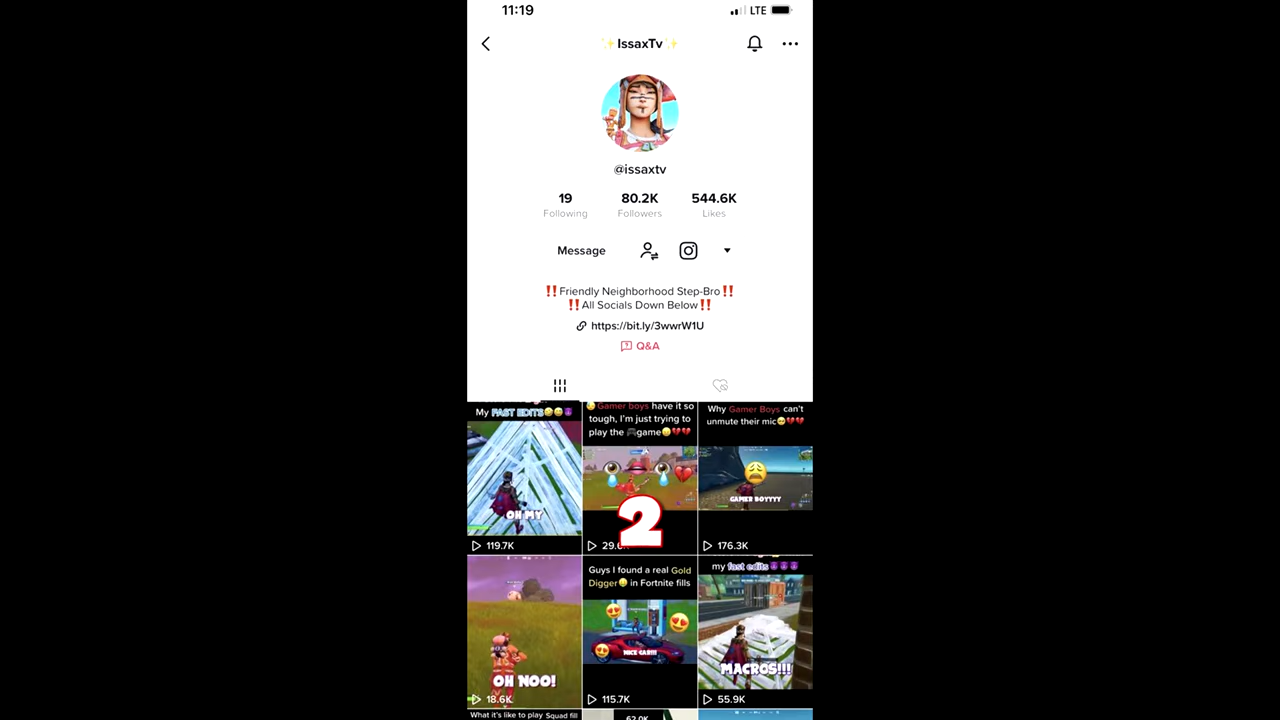 11:19
LTE
✨IssaxTv✨
@issaxtv
19 80.2K 544.6K
Following Followers Likes
Message
‼️Friendly Neighborhood Step-Bro‼️
‼️All Socials Down Below‼️
https://bit.ly/3wwrW1U
Q&A
My FAST EDITS🤣😄😈
OH MY
119.7K
Gamer boys have it so
tough, I'm just trying to
play the 🎮game😢💔💔
2
Why Gamer Boys can't
unmute their mic🥺💔💔
GAMER BOYYYY
176.3K
OH NOO!
18.6K
Guys I found a real Gold
Digger😄 in Fortnite fills
NICE CAR!!!
115.7K
my fast edits😈😈😈
MACROS!!!
55.9K
What it's like to play Squad fill
62.0K